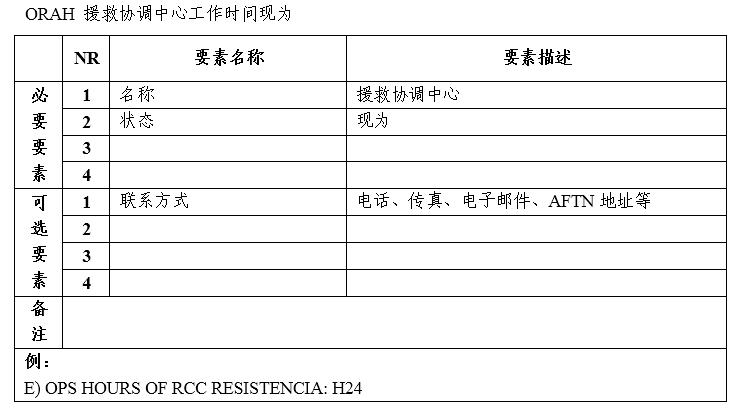 ORAH 援救协调中心工作时间现为
NR 要素名称 要素描述
必要要素
1 名称 援救协调中心
2 状态 现为
3
4
可选要素
1 联系方式 电话、传真、电子邮件、AFTN 地址等
2
3
4
备注
例：
E) OPS HOURS OF RCC RESISTENCIA: H24